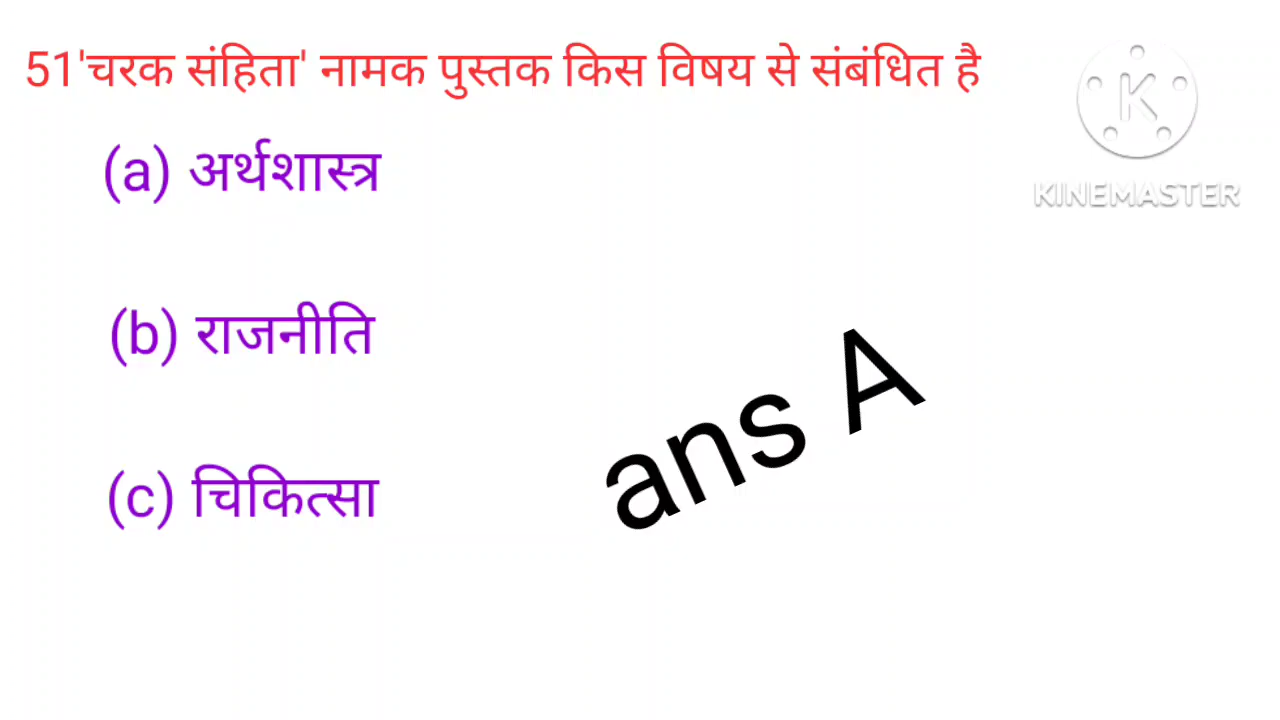 51'चरक संहिता' नामक पुस्तक किस विषय से संबंधित है
K
KINEMASTER
(a) अर्थशास्त्र
(b) राजनीति
ans A
(c) चिकित्सा